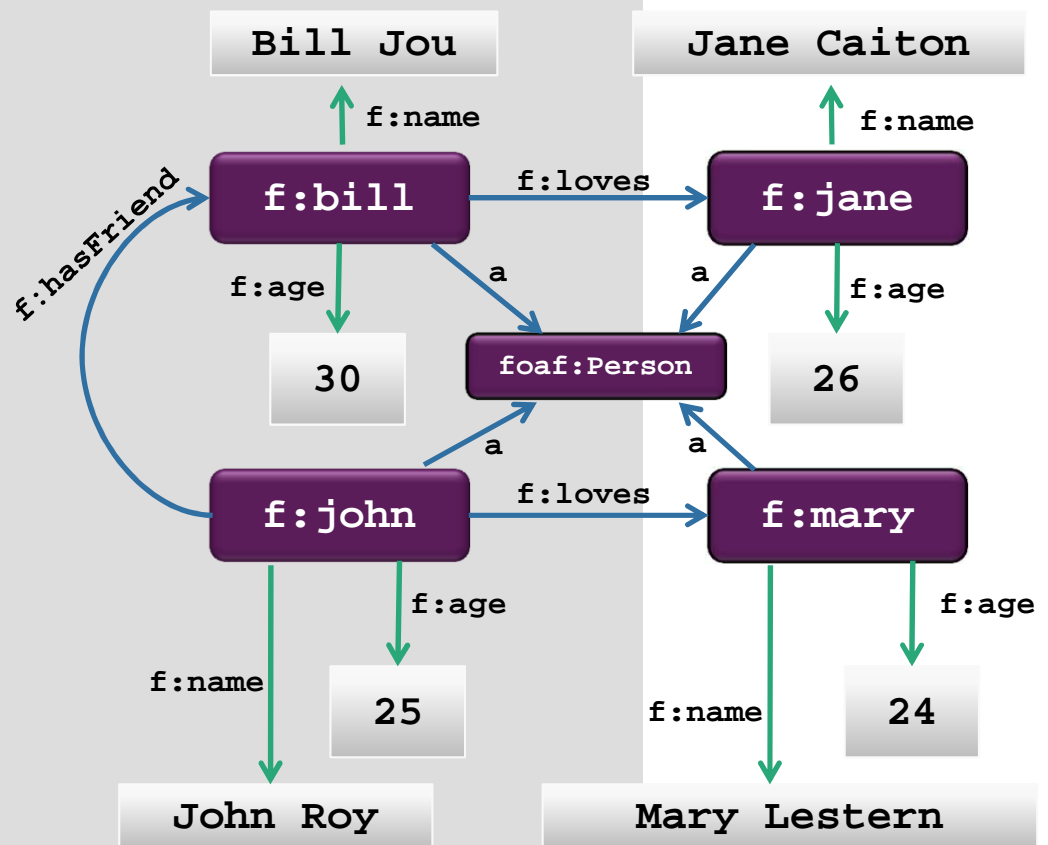 Bill Jou
Jane Caiton
f:name
f:name
f:hasFriend
f:bill
f:loves
f:jane
f:age
a
a
f:age
30
foaf:Person
26
a
a
f:john
f:loves
f:mary
f:age
f:age
f:name
25
f:name
24
John Roy
Mary Lestern